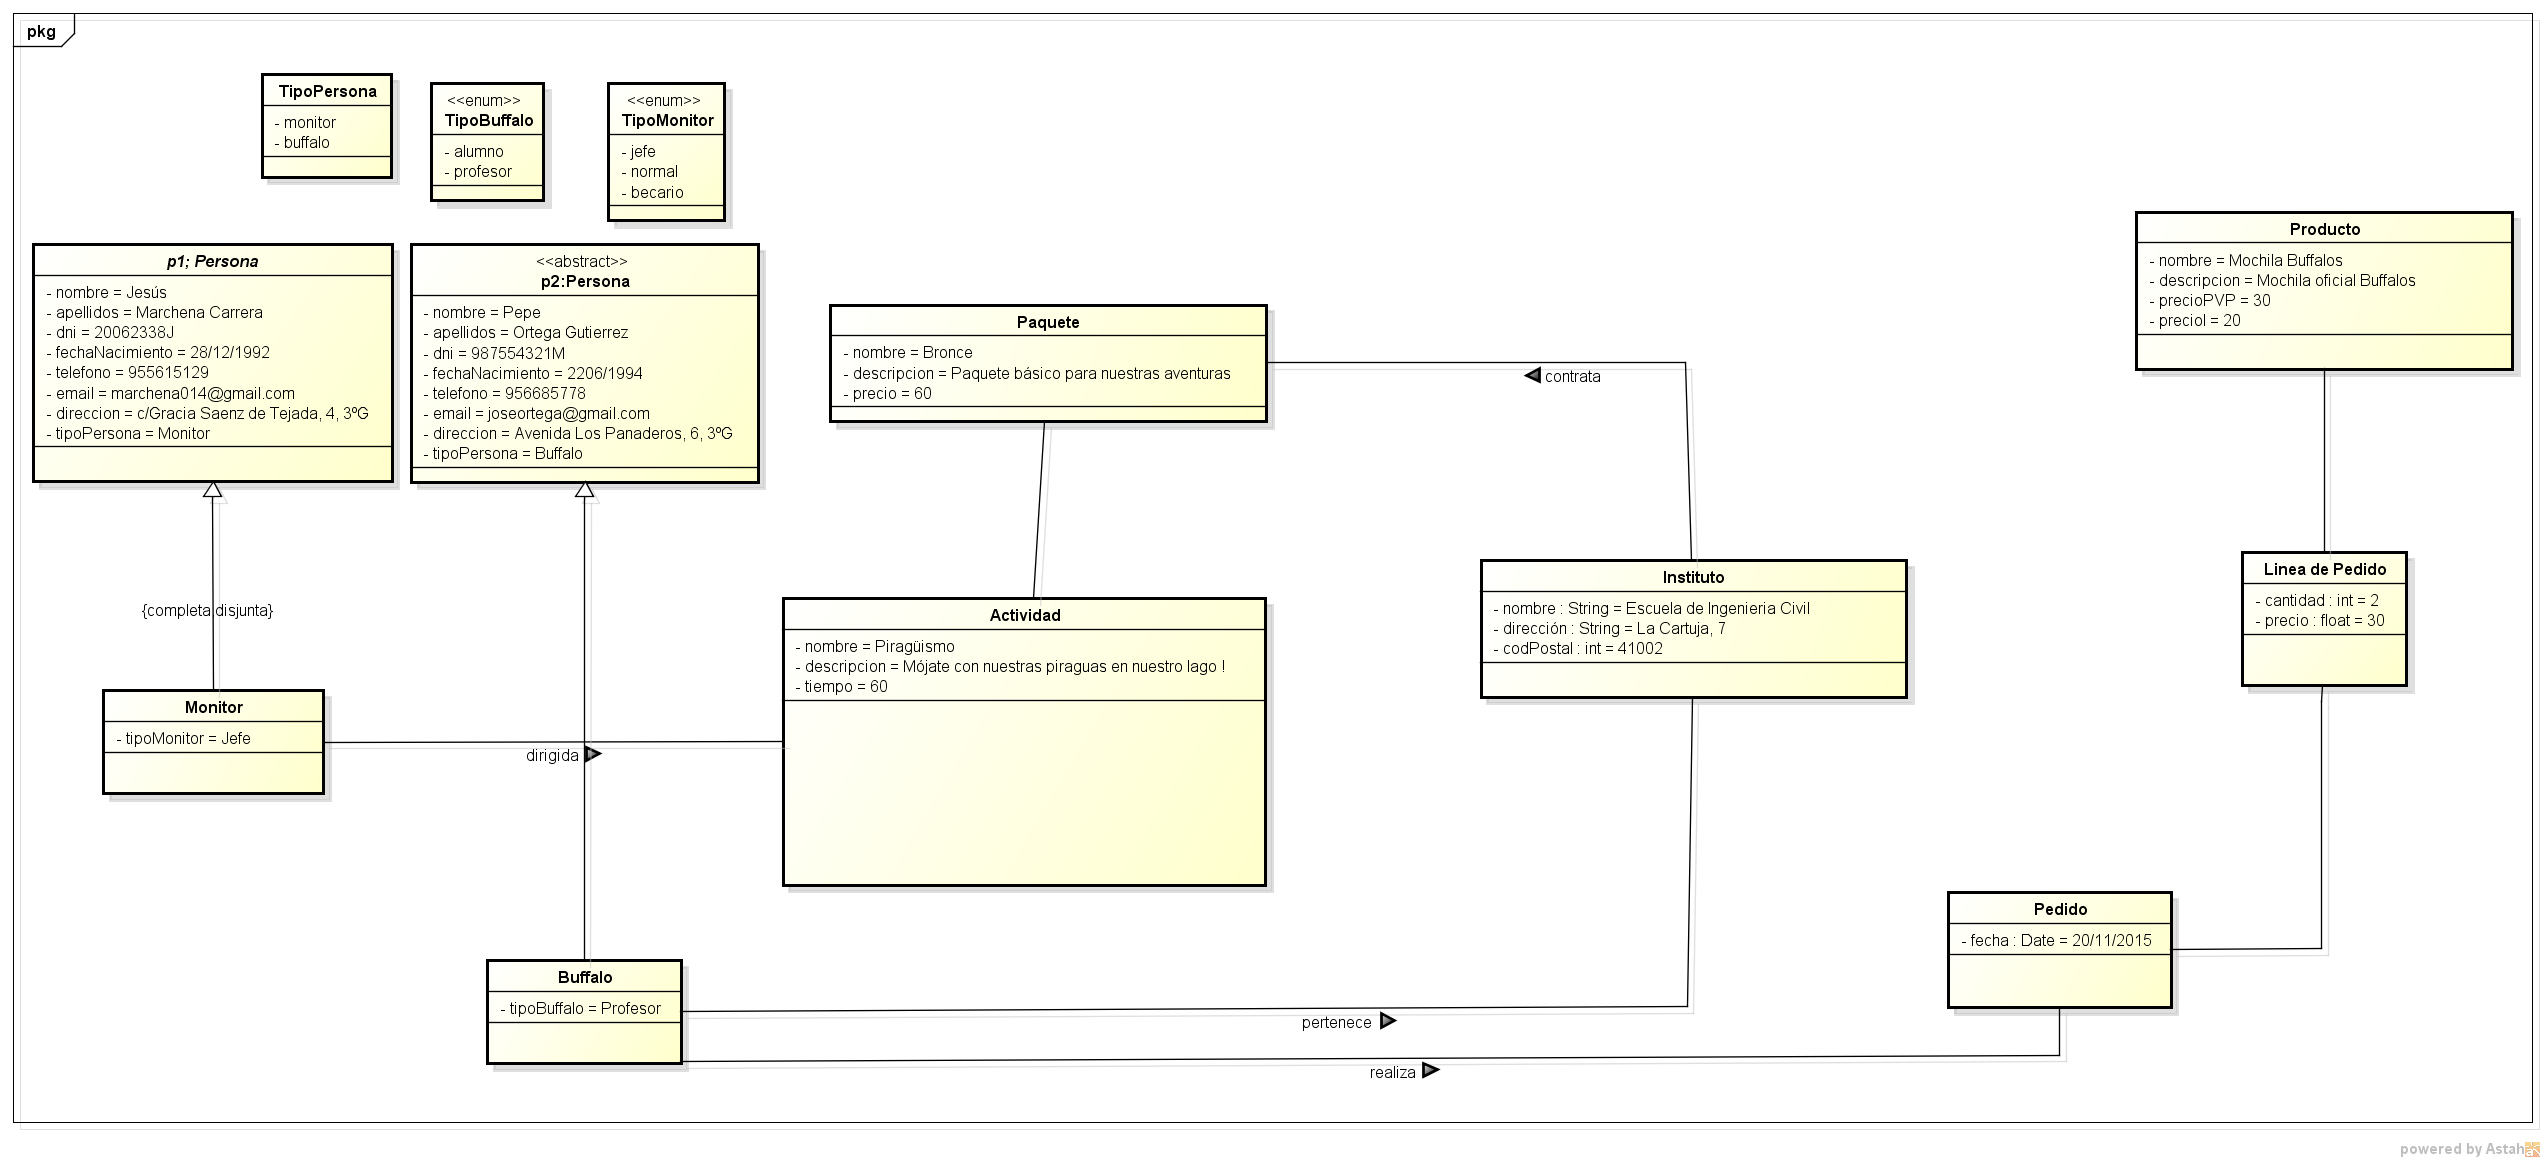 pkg
TipoPersona
- monitor
- buffalo
<<enum>>
TipoBuffalo
- alumno
- profesor
<<enum>>
TipoMonitor
- jefe
- normal
- becario
p1; Persona
- nombre = Jesús
- apellidos = Marchena Carrera
- dni = 20062338J
- fechaNacimiento = 28/12/1992
- telefono = 955615129
- email = marchena014@gmail.com
- direccion = c/Gracia Saenz de Tejada, 4, 3ºG
- tipoPersona = Monitor
<<abstract>>
p2:Persona
- nombre = Pepe
- apellidos = Ortega Gutierrez
- dni = 987554321M
- fechaNacimiento = 2206/1994
- telefono = 956685778
- email = joseortega@gmail.com
- direccion = Avenida Los Panaderos, 6, 3ºG
- tipoPersona = Buffalo
Paquete
- nombre = Bronce
- descripcion = Paquete básico para nuestras aventuras
- precio = 60
contrata
Producto
- nombre = Mochila Buffalos
- descripcion = Mochila oficial Buffalos
- precioPVP = 30
- precioI = 20
{completa,disjunta}
Actividad
- nombre = Piragüismo
- descripcion = Mójate con nuestras piraguas en nuestro lago !
- tiempo = 60
Instituto
- nombre : String = Escuela de Ingenieria Civil
- dirección : String = La Cartuja, 7
- codPostal : int = 41002
Linea de Pedido
- cantidad : int = 2
- precio : float = 30
Monitor
- tipoMonitor = Jefe
dirigida
Buffalo
- tipoBuffalo = Profesor
pertenece
realiza
Pedido
- fecha : Date = 20/11/2015
powered by Astah